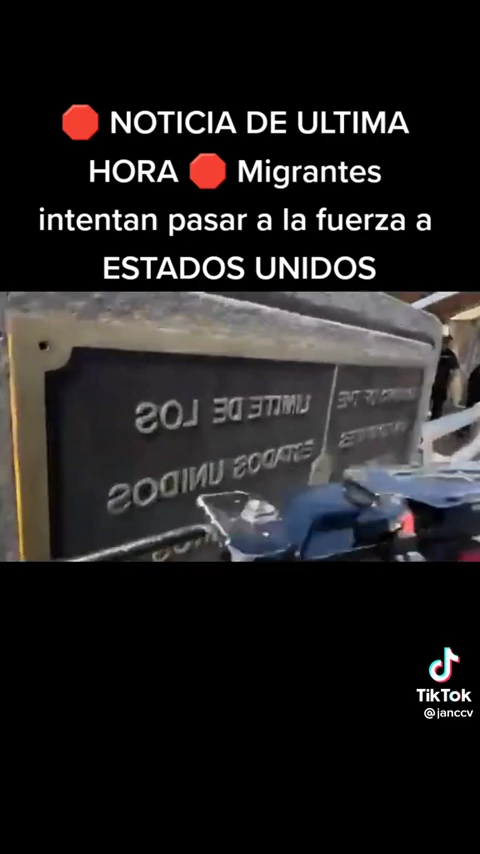 🛑 NOTICIA DE ULTIMA
HORA 🛑 Migrantes
intentan pasar a la fuerza a
ESTADOS UNIDOS
LIMITE DE LOS
ESTADOS UNIDOS
TikTok
@janccv